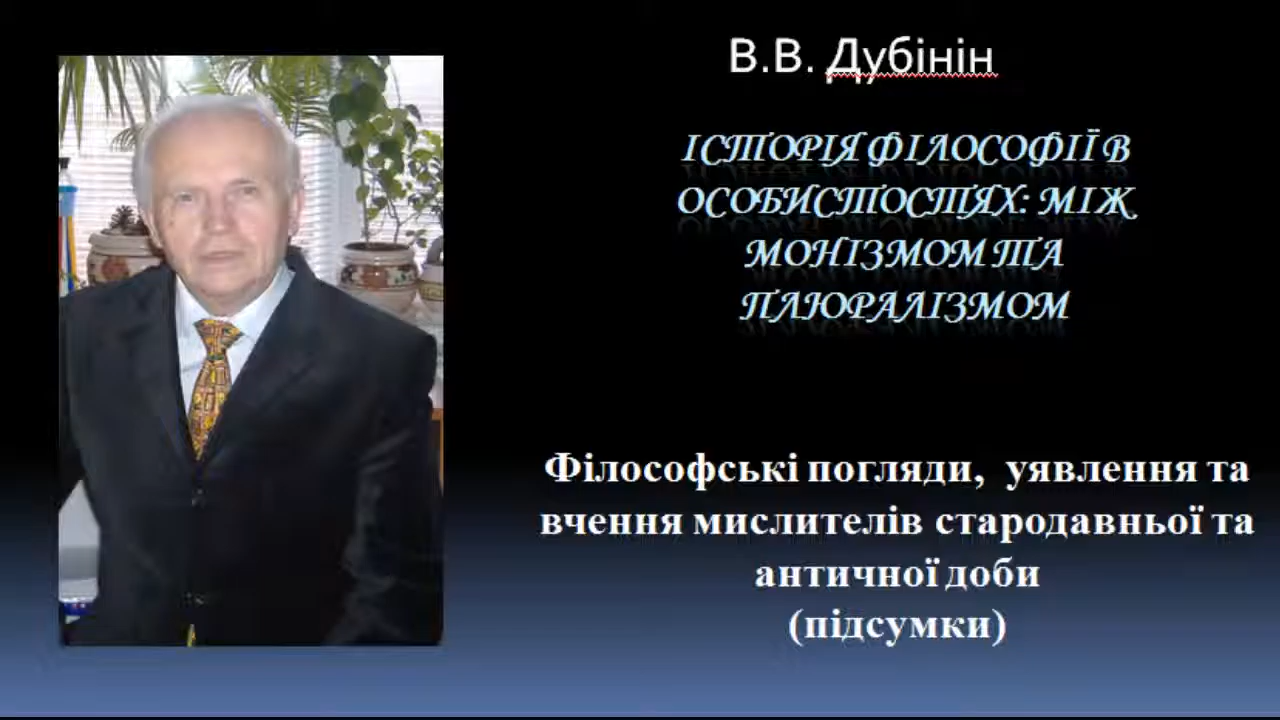 В.В. Дубінін
ІСТОРІЯ ФІЛОСОФІЇ В
ОСОБИСТОСТЯХ: МІЖ
МОНІЗМОМ ТА
ПЛЮРАЛІЗМОМ
Філософські погляди, уявлення та
вчення мислителів стародавньої та
античної доби
(підсумки)